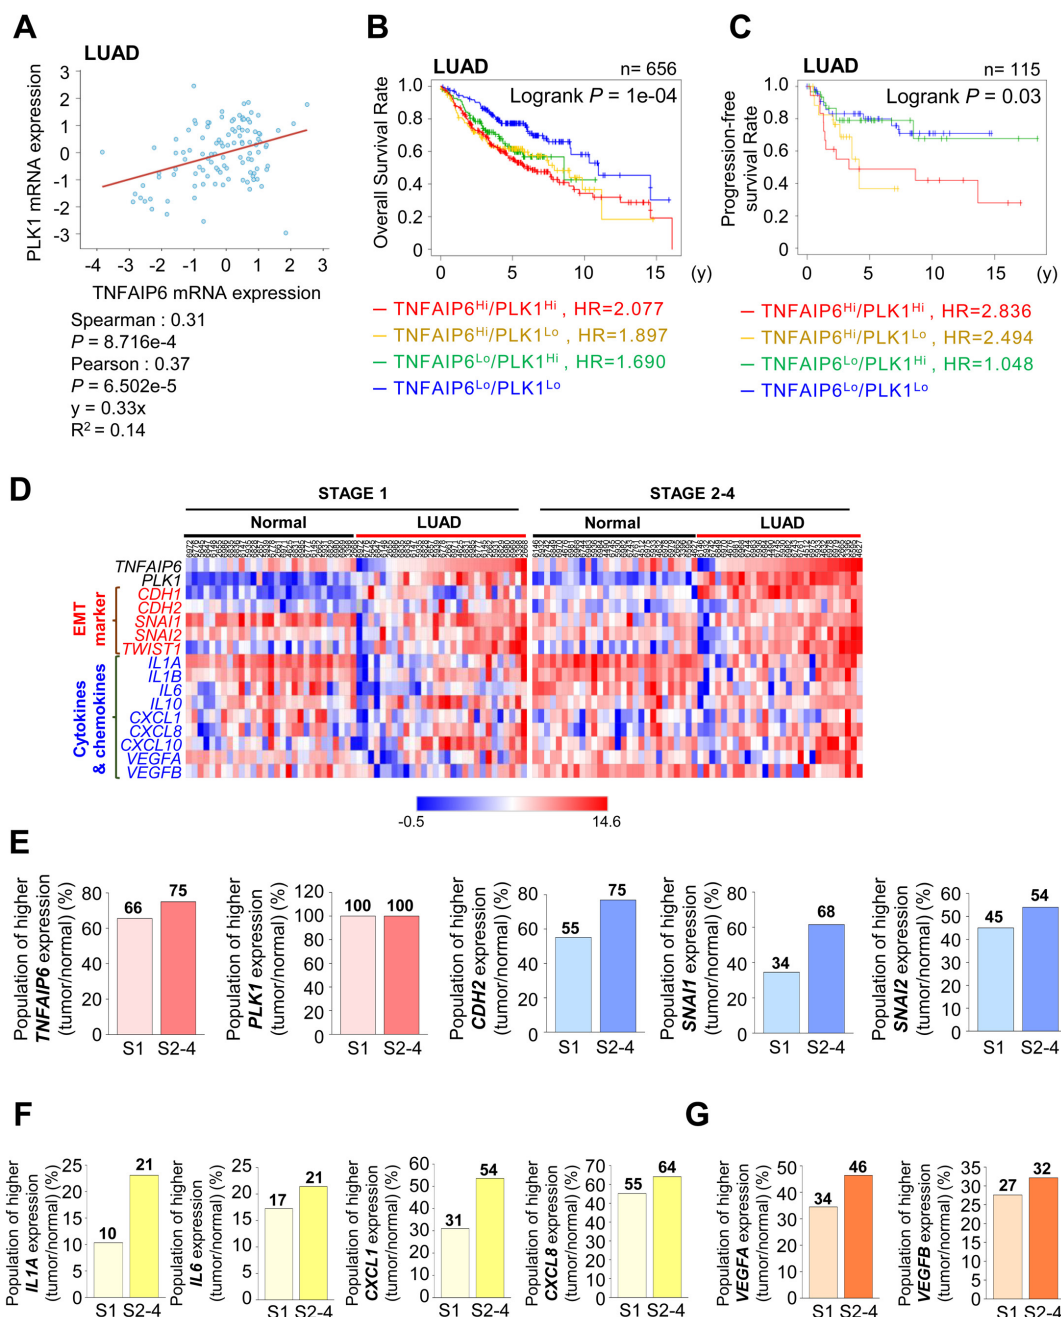 A
LUAD
PLK1 mRNA expression
3
2
1
0
-1
-2
-3
-4 -3 -2 -1 0 1 2 3
TNFAIP6 mRNA expression
Spearman : 0.31
P = 8.716e-4
Pearson : 0.37
P = 6.502e-5
y = 0.33x
R2 = 0.14
B
LUAD
n= 656
Logrank P = 1e-04
Overall Survival Rate
1.0
0.8
0.6
0.4
0.2
0
0 5 10 15 (y)
TNFAIP6Hi/PLK1Hi , HR=2.077
TNFAIP6Hi/PLK1Lo , HR=1.897
TNFAIP6Lo/PLK1Hi , HR=1.690
TNFAIP6Lo/PLK1Lo
C
LUAD
n= 115
Logrank P = 0.03
Progression-free
survival Rate
1.0
0.8
0.6
0.4
0.2
0
0 5 10 15 (y)
TNFAIP6Hi/PLK1Hi , HR=2.836
TNFAIP6Hi/PLK1Lo , HR=2.494
TNFAIP6Lo/PLK1Hi , HR=1.048
TNFAIP6Lo/PLK1Lo
D
STAGE 1
STAGE 2-4
Normal
LUAD
Normal
LUAD
TNFAIP6
PLK1
CDH1
CDH2
SNAI1
SNAI2
TWIST1
IL1A
IL1B
IL6
IL10
CXCL1
CXCL8
CXCL10
VEGFA
VEGFB
EMT
marker
Cytokines
& chemokines
-0.5
14.6
E
Population of higher
TNFAIP6 expression
(tumor/normal) (%)
80
60
40
20
0
66
75
S1 S2-4
Population of higher
PLK1 expression
(tumor/normal) (%)
120
100
80
60
40
20
0
100
100
S1 S2-4
Population of higher
CDH2 expression
(tumor/normal) (%)
80
60
40
20
0
55
75
S1 S2-4
Population of higher
SNAI1 expression
(tumor/normal) (%)
80
60
40
20
0
34
68
S1 S2-4
Population of higher
SNAI2 expression
(tumor/normal) (%)
60
50
40
30
20
10
0
45
54
S1 S2-4
F
Population of higher
IL1A expression
(tumor/normal) (%)
25
20
15
10
5
0
10
21
S1 S2-4
Population of higher
IL6 expression
(tumor/normal) (%)
25
20
15
10
5
0
17
21
S1 S2-4
Population of higher
CXCL1 expression
(tumor/normal) (%)
60
50
40
30
20
10
0
31
54
S1 S2-4
Population of higher
CXCL8 expression
(tumor/normal) (%)
70
60
50
40
30
20
10
0
55
64
S1 S2-4
G
Population of higher
VEGFA expression
(tumor/normal) (%)
50
40
30
20
10
0
34
46
S1 S2-4
Population of higher
VEGFB expression
(tumor/normal) (%)
35
30
25
20
15
10
5
0
27
32
S1 S2-4